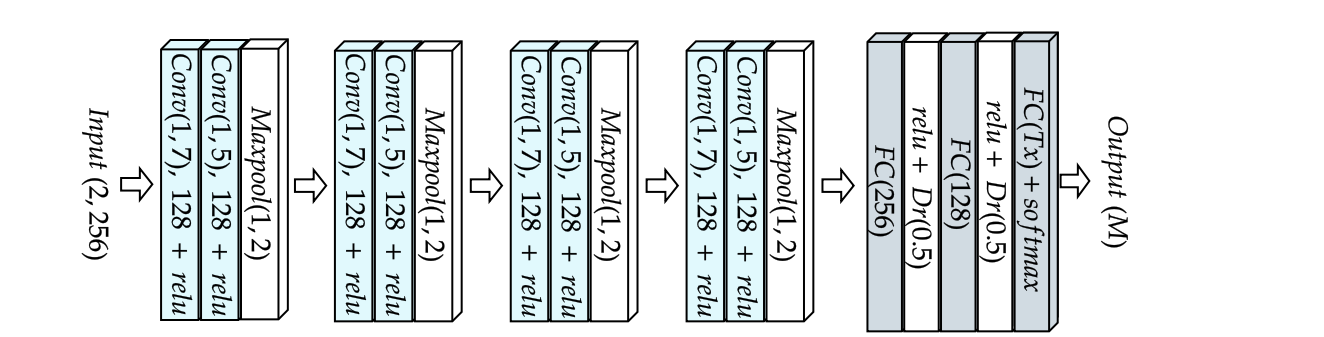 Input (2, 256)
Conv(1, 7), 128 + relu
Conv(1, 5), 128 + relu
Maxpool(1, 2)
Conv(1, 7), 128 + relu
Conv(1, 5), 128 + relu
Maxpool(1, 2)
Conv(1, 7), 128 + relu
Conv(1, 5), 128 + relu
Maxpool(1, 2)
Conv(1, 7), 128 + relu
Conv(1, 5), 128 + relu
Maxpool(1, 2)
FC(256)
relu + Dr(0.5)
FC(128)
relu + Dr(0.5)
FC(Tx) + softmax
Output (M)